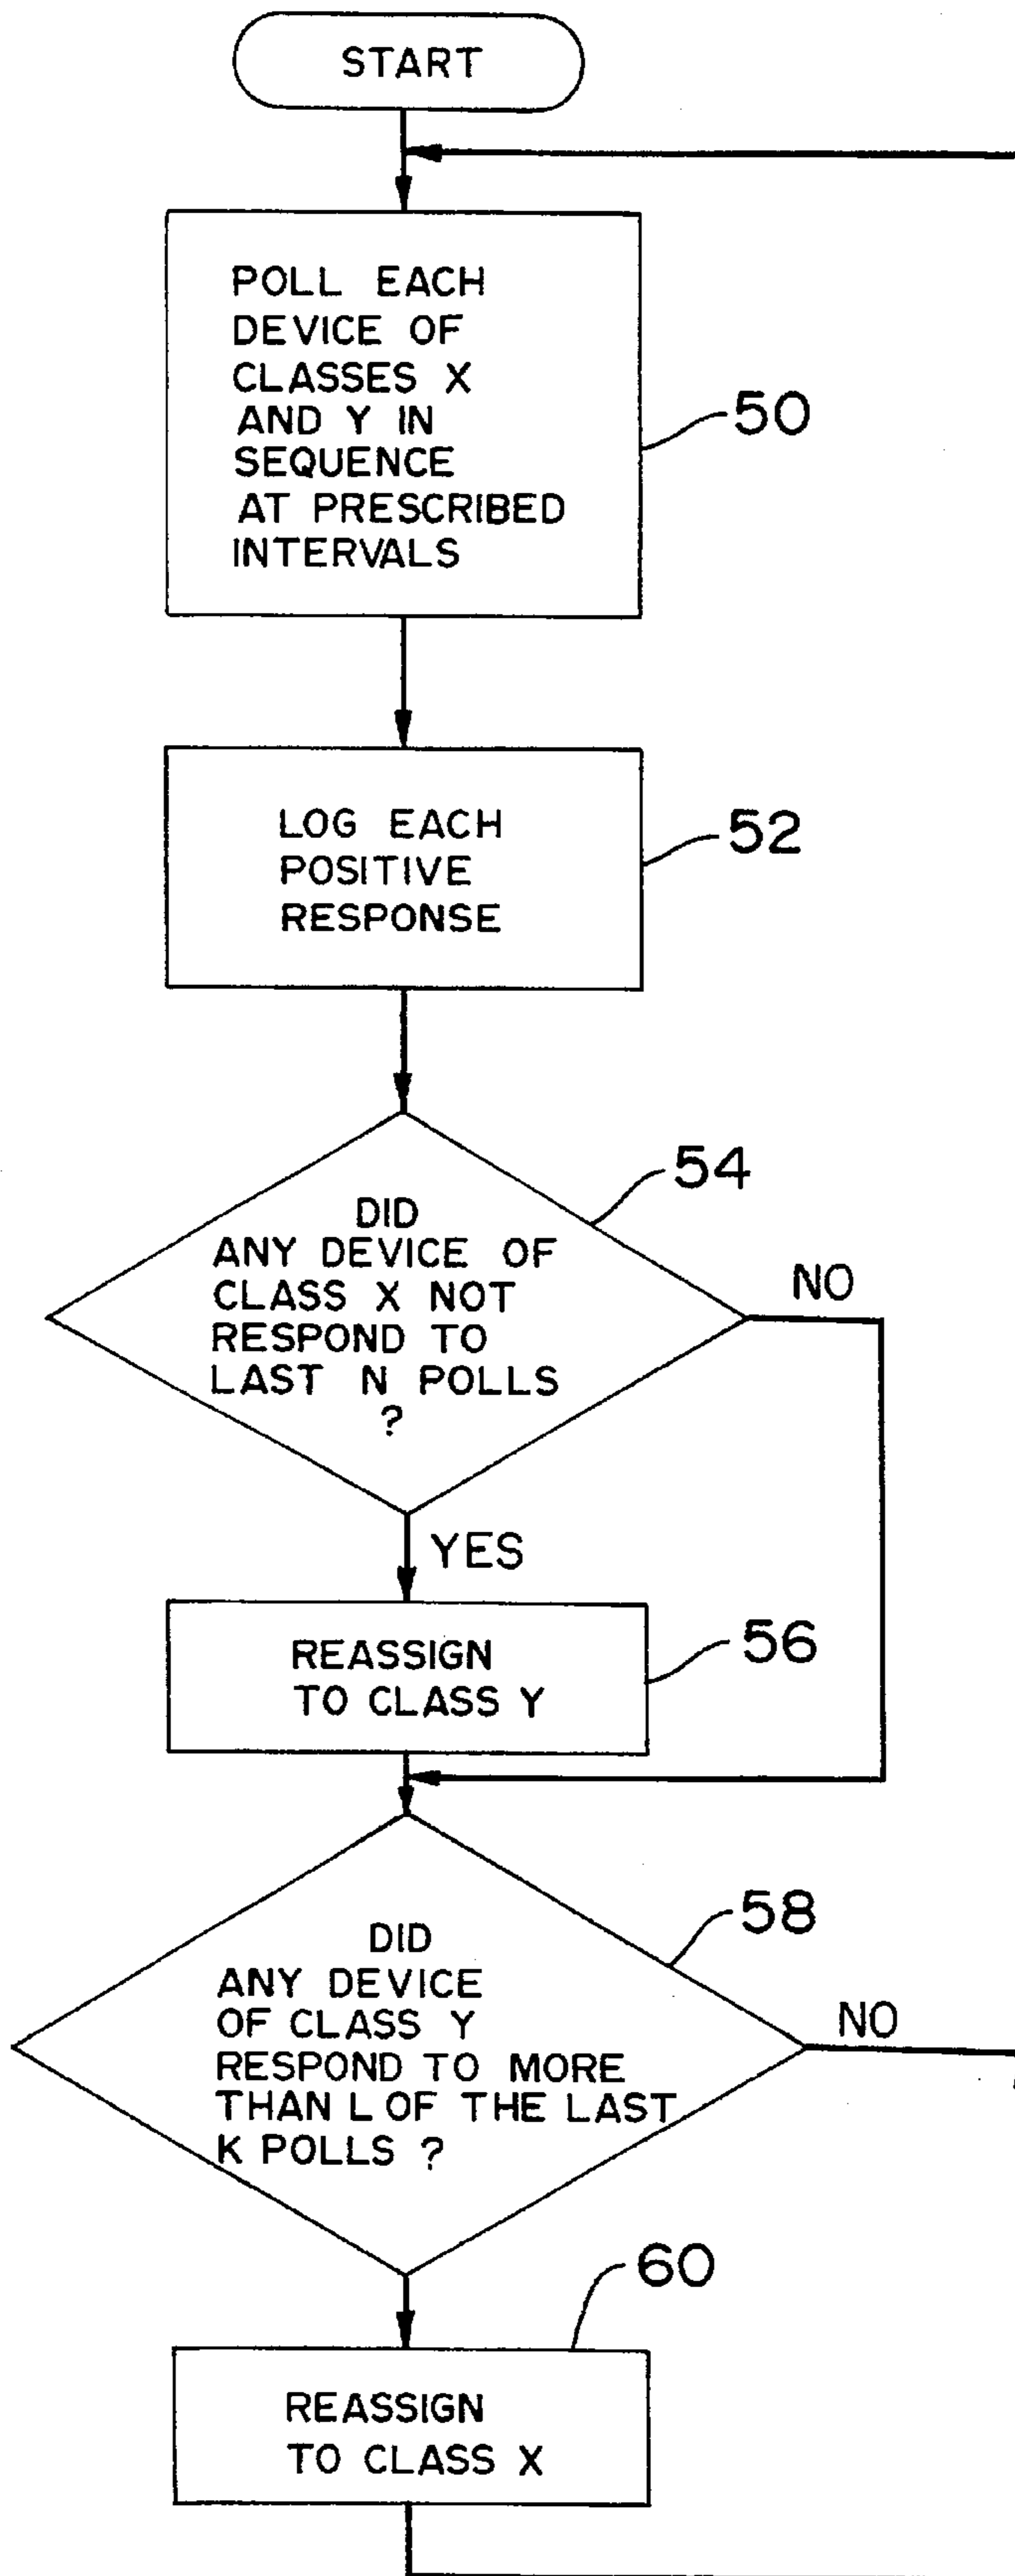 START
POLL EACH
DEVICE OF
CLASSES X
AND Y IN
SEQUENCE
AT PRESCRIBED
INTERVALS
50
LOG EACH
POSITIVE
RESPONSE
52
54
DID
ANY DEVICE OF
CLASS X NOT
RESPOND TO
LAST N POLLS
?
NO
YES
REASSIGN
TO CLASS Y
56
58
DID
ANY DEVICE
OF CLASS Y
RESPOND TO MORE
THAN L OF THE LAST
K POLLS ?
NO
60
REASSIGN
TO CLASS X